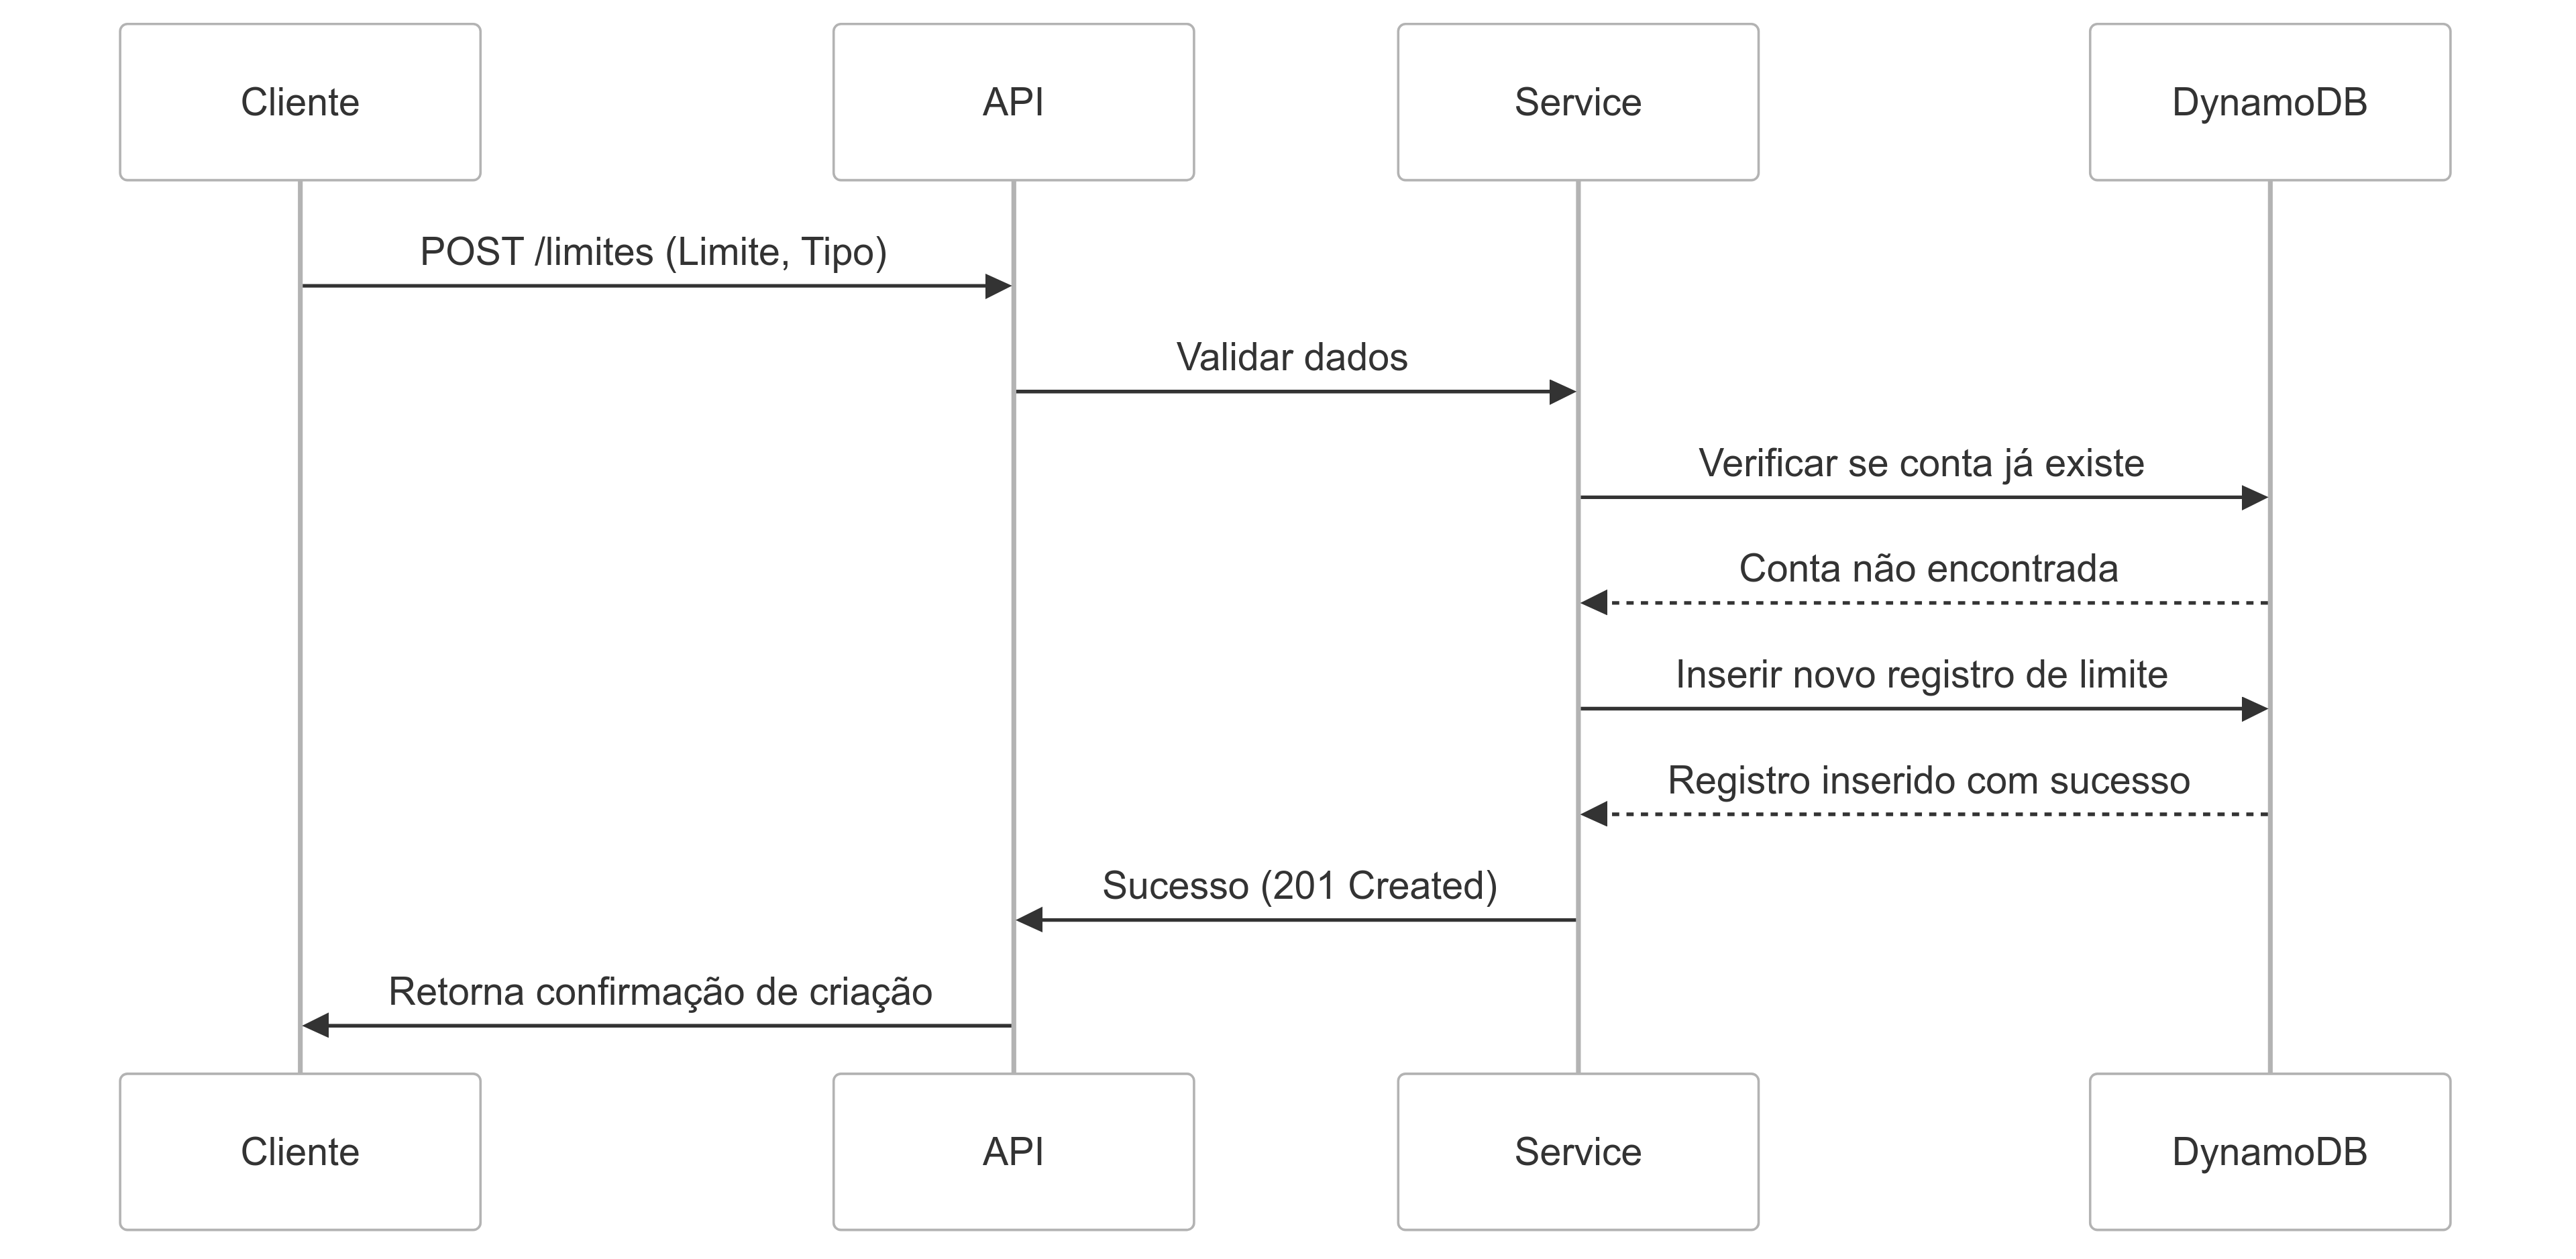 Cliente
API
Service
DynamoDB
POST /limites (Limite, Tipo)
Validar dados
Verificar se conta já existe
Conta não encontrada
Inserir novo registro de limite
Registro inserido com sucesso
Sucesso (201 Created)
Retorna confirmação de criação
Cliente
API
Service
DynamoDB